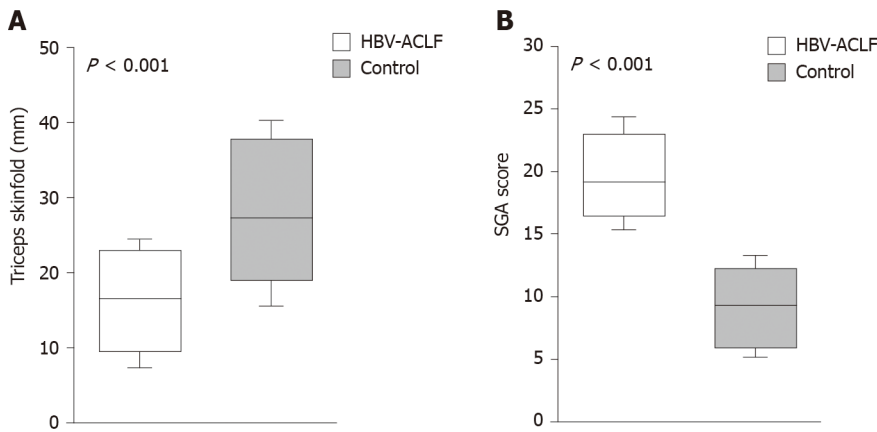 A
50
P < 0.001
HBV-ACLF
Control
40
30
20
10
0
Triceps skinfold (mm)
B
30
P < 0.001
HBV-ACLF
Control
25
20
15
10
5
0
SGA score